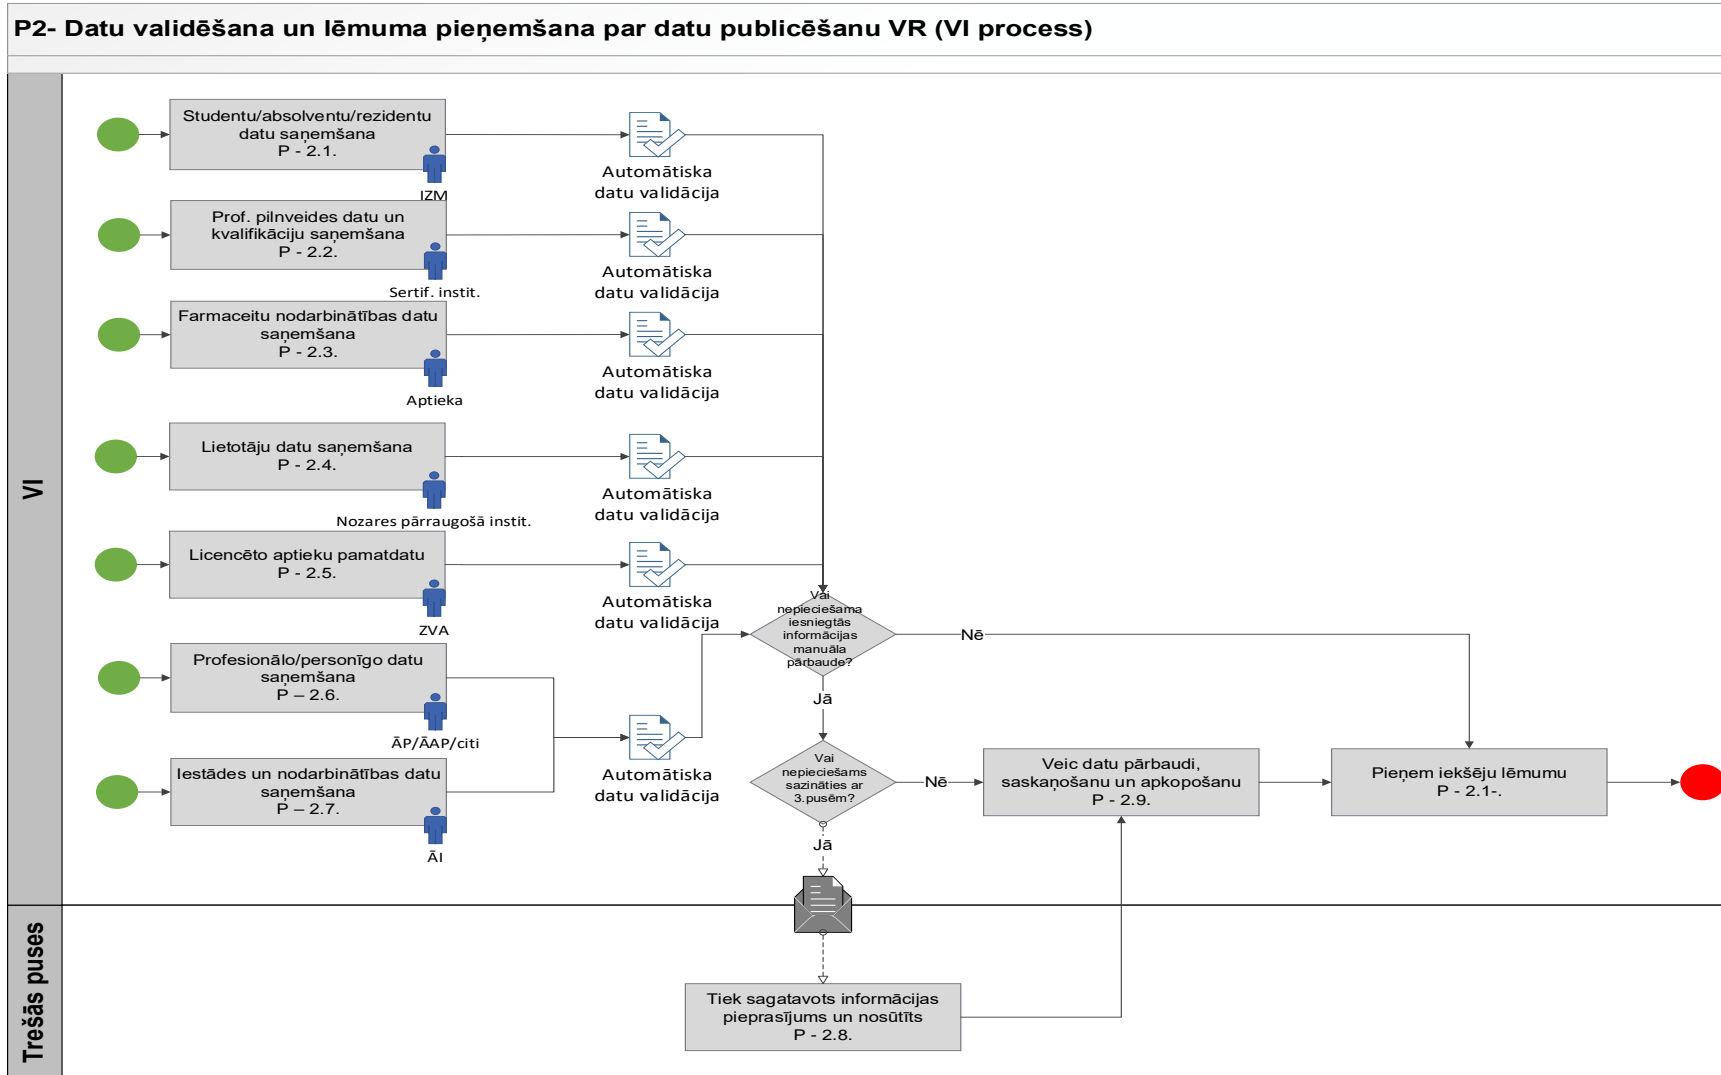 P2- Datu validēšana un lēmuma pieņemšana par datu publicēšanu VR (VI process)
VI
Studentu/absolventu/rezidentu
datu saņemšana
P - 2.1.
IZM
Automātiska
datu validācija
Prof. pilnveides datu un
kvalifikāciju saņemšana
P - 2.2.
Sertif. instit.
Automātiska
datu validācija
Farmaceitu nodarbinātības datu
saņemšana
P - 2.3.
Aptieka
Automātiska
datu validācija
Lietotāju datu saņemšana
P - 2.4.
Nozares pārraugošā instit.
Automātiska
datu validācija
Licencēto aptieku pamatdatu
P - 2.5.
ZVA
Automātiska
datu validācija
Profesionālo/personīgo datu
saņemšana
P – 2.6.
ĀP/ĀAP/citi
Iestādes un nodarbinātības datu
saņemšana
P – 2.7.
ĀI
Automātiska
datu validācija
Vai
nepieciešama
iesniegtās
informācijas
manuāla
pārbaude?
Nē
Jā
Vai
nepieciešams
sazināties ar
3.pusēm?
Nē
Jā
Veic datu pārbaudi,
saskaņošanu un apkopošanu
P - 2.9.
Pieņem iekšēju lēmumu
P - 2.1-.
Trešās puses
Tiek sagatavots informācijas
pieprasījums un nosūtīts
P - 2.8.